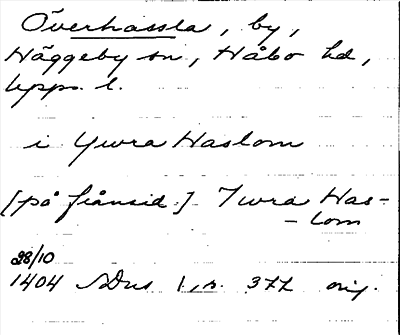 Överhassla, by,
Häggeby sn, Håbo hd,
Upps. l.
i Ywra Haslom
[på frånsid.] Iwra Has-
-lom
28/10
1404 SDns 1, s. 377 orig.